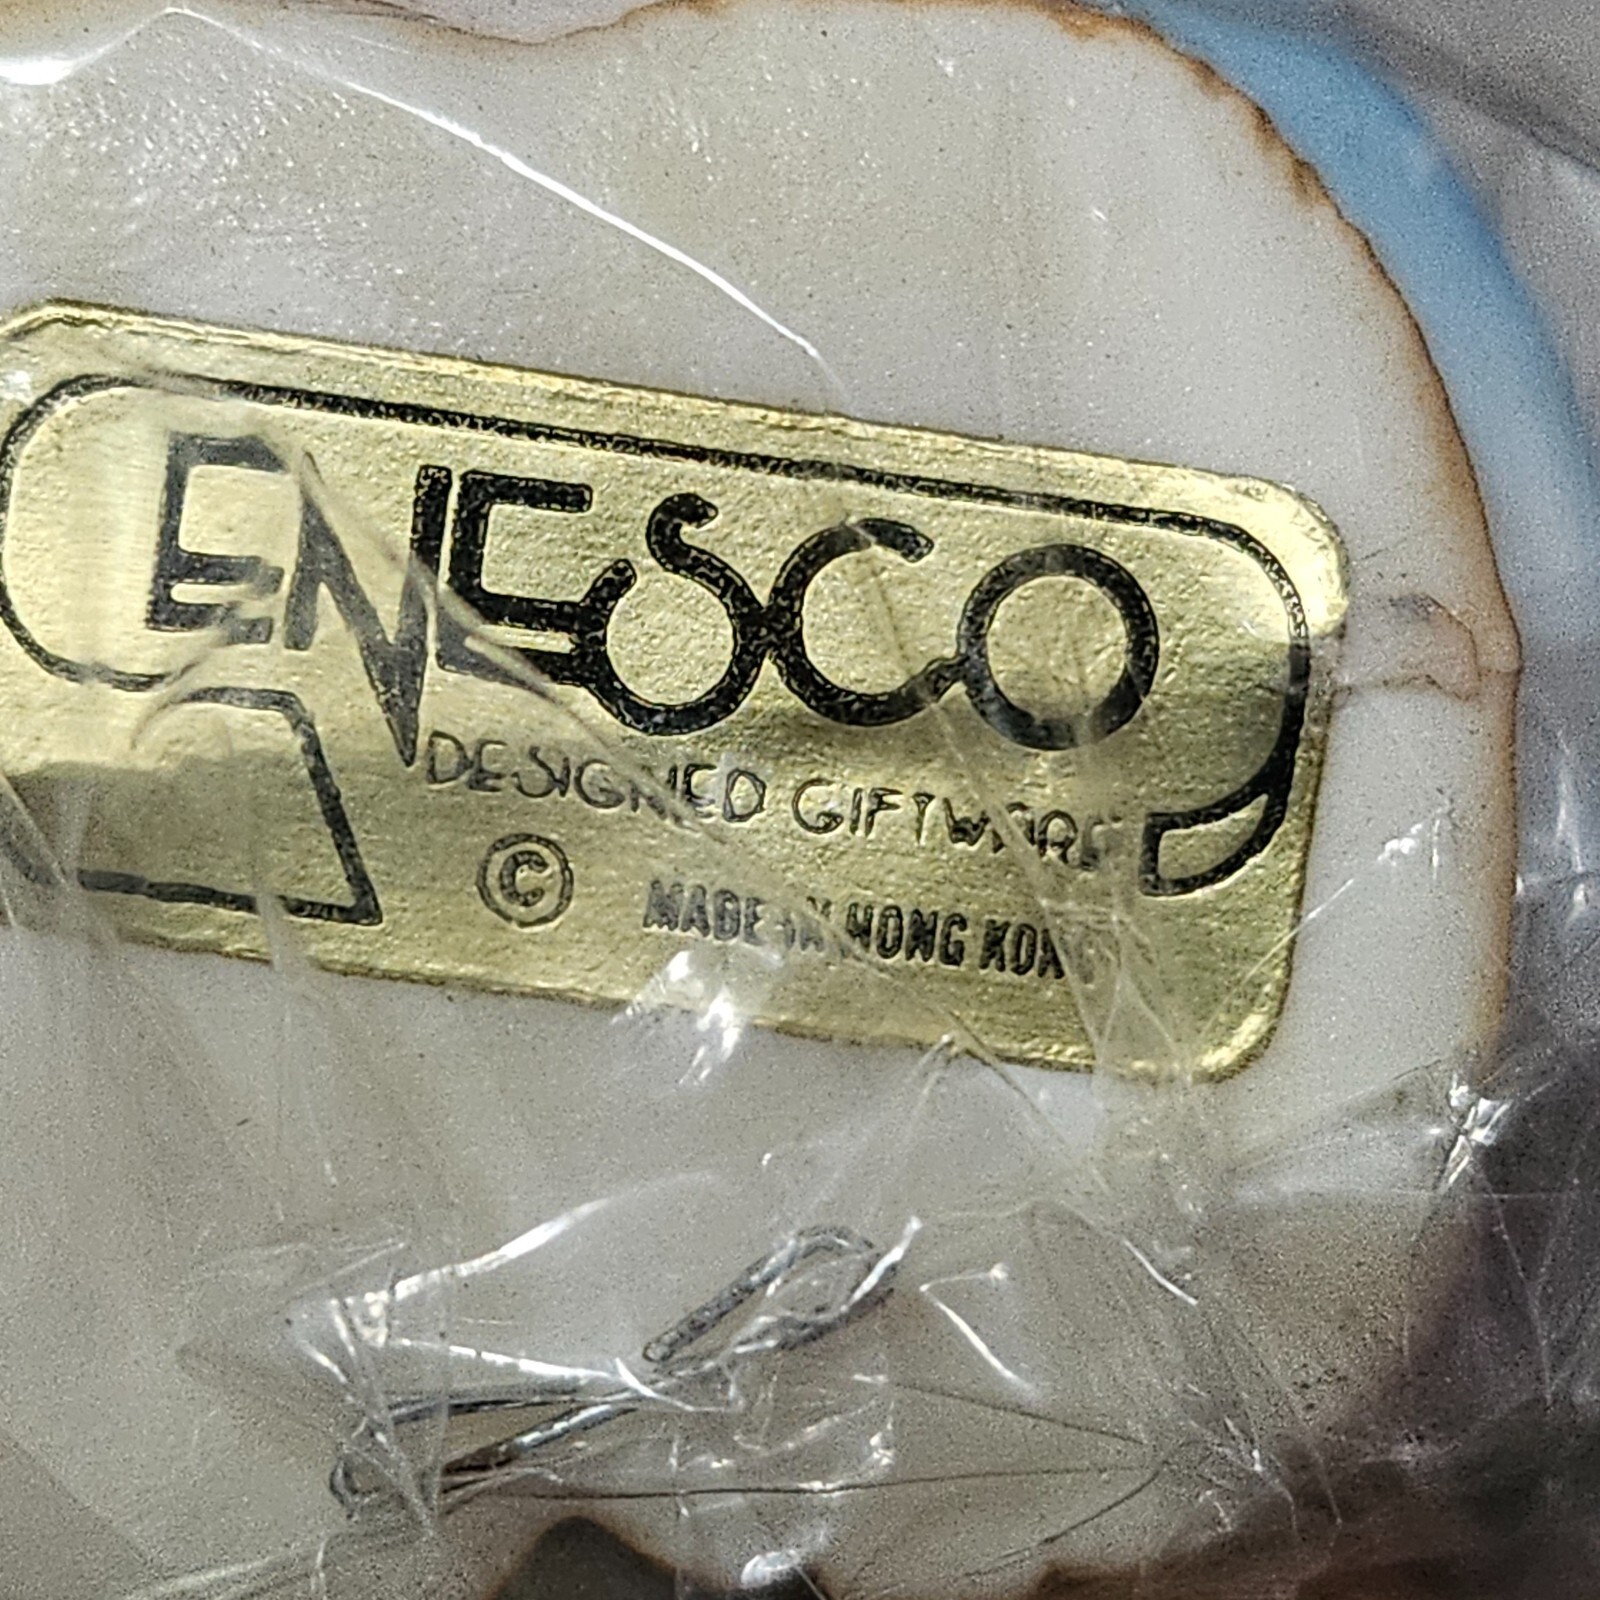 ENESCO
DESIGNED GIFTWARE
© MADE IN HONG KONG